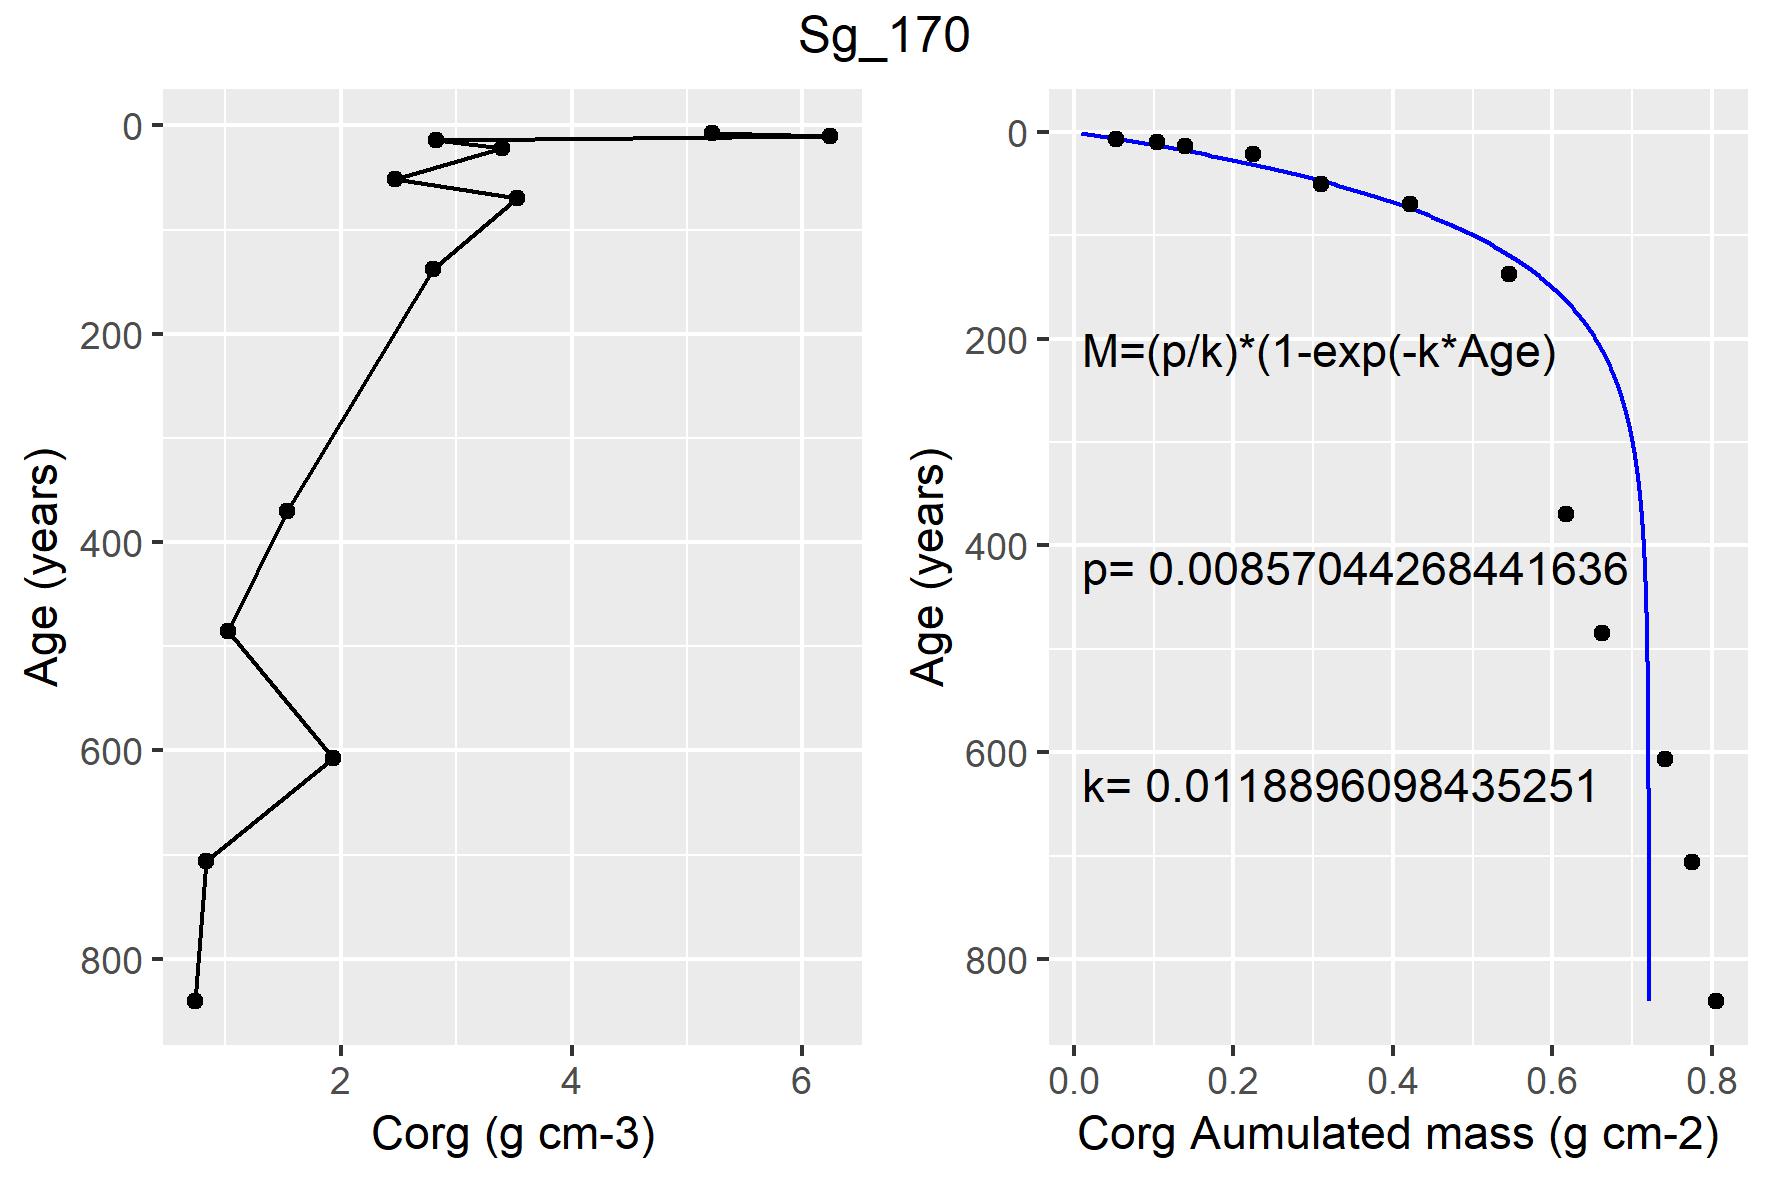 Sg_170
0
200
400
600
800
Age (years)
2
4
6
Corg (g cm-3)
0
200
400
600
800
Age (years)
M=(p/k)*(1-exp(-k*Age)
p= 0.00857044268441636
k= 0.0118896098435251
0.0
0.2
0.4
0.6
0.8
Corg Aumulated mass (g cm-2)